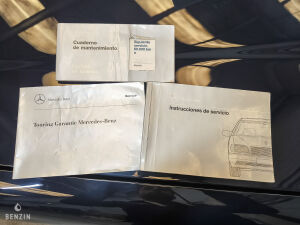 Cuaderno
de mantenimiento
Siguiente
servicio
Mercedes-Benz
Touring Garantie Mercedes-Benz
Instrucciones de servicio
BENZIN